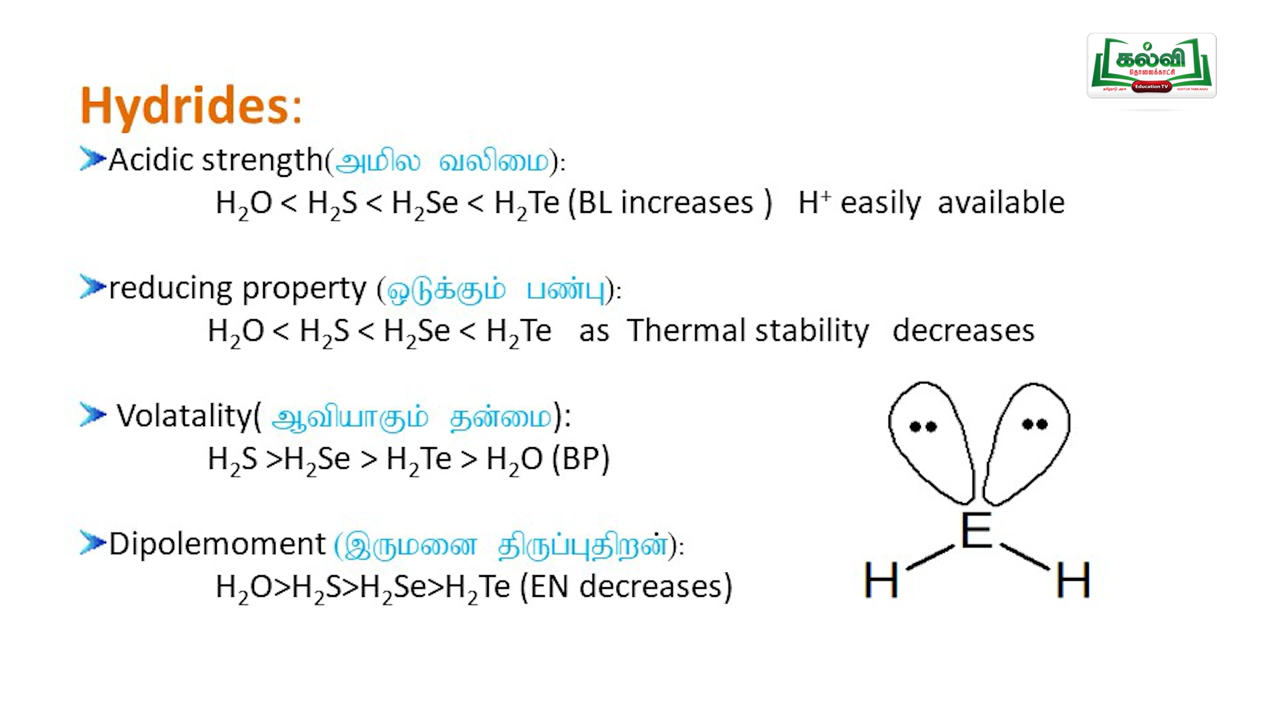 கல்வி
தொலைக்காட்சி
Education TV
Hydrides:
Acidic strength(அமில வலிமை):
H₂O < H₂S < H₂Se < H₂Te (BL increases ) H⁺ easily available
reducing property (ஒடுக்கும் பண்பு):
H₂O < H₂S < H₂Se < H₂Te as Thermal stability decreases
Volatality( ஆவியாகும் தன்மை):
H₂S >H₂Se > H₂Te > H₂O (BP)
Dipolemoment (இருமனை திருப்புதிறன்):
H₂O>H₂S>H₂Se>H₂Te (EN decreases)
E
H H